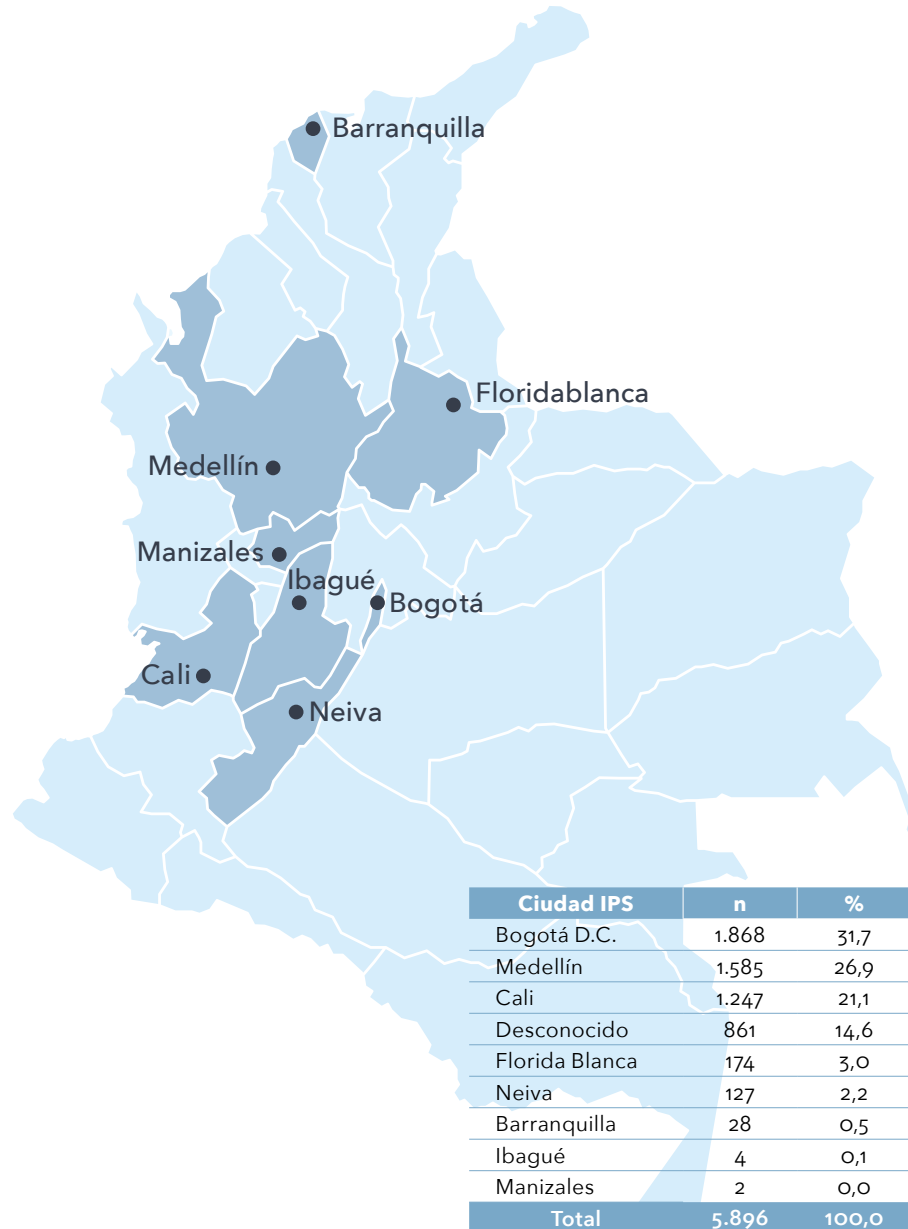 Barranquilla
Floridablanca
Medellín
Manizales
Ibagué
Bogotá
Cali
Neiva
Ciudad IPS n %
Bogotá D.C. 1.868 31,7
Medellín 1.585 26,9
Cali 1.247 21,1
Desconocido 861 14,6
Florida Blanca 174 3,0
Neiva 127 2,2
Barranquilla 28 0,5
Ibagué 4 0,1
Manizales 2 0,0
Total 5.896 100,0